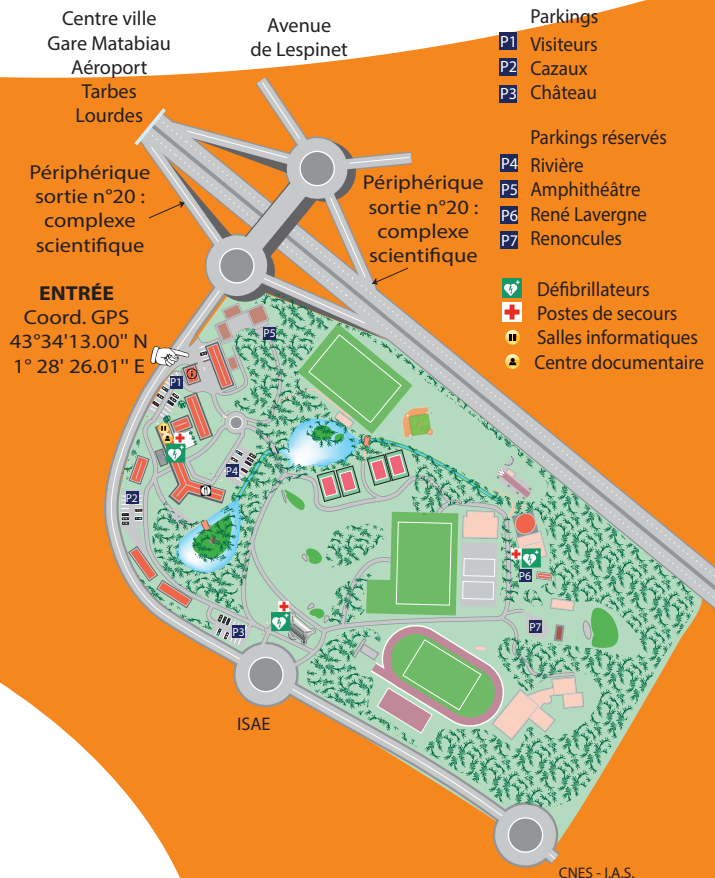 Centre ville
Gare Matabiau
Aéroport
Tarbes
Lourdes
Avenue
de Lespinet
Parkings
P1 Visiteurs
P2 Cazaux
P3 Château
Parkings réservés
P4 Rivière
P5 Amphithéâtre
P6 René Lavergne
P7 Renoncules
Défibrillateurs
Postes de secours
Salles informatiques
Centre documentaire
Périphérique
sortie n°20 :
complexe
scientifique
Périphérique
sortie n°20 :
complexe
scientifique
ENTRÉE
Coord. GPS
43°34'13.00" N
1° 28' 26.01" E
P5
P1
P4
P2
P3
P6
P7
ISAE
CNES - I.A.S.